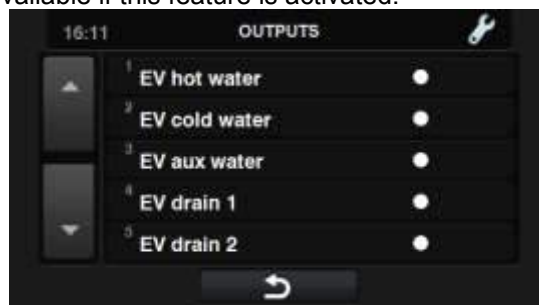 vailable if this feature is activated.
16:11 OUTPUTS
1 EV hot water
2 EV cold water
3 EV aux water
4 EV drain 1
5 EV drain 2